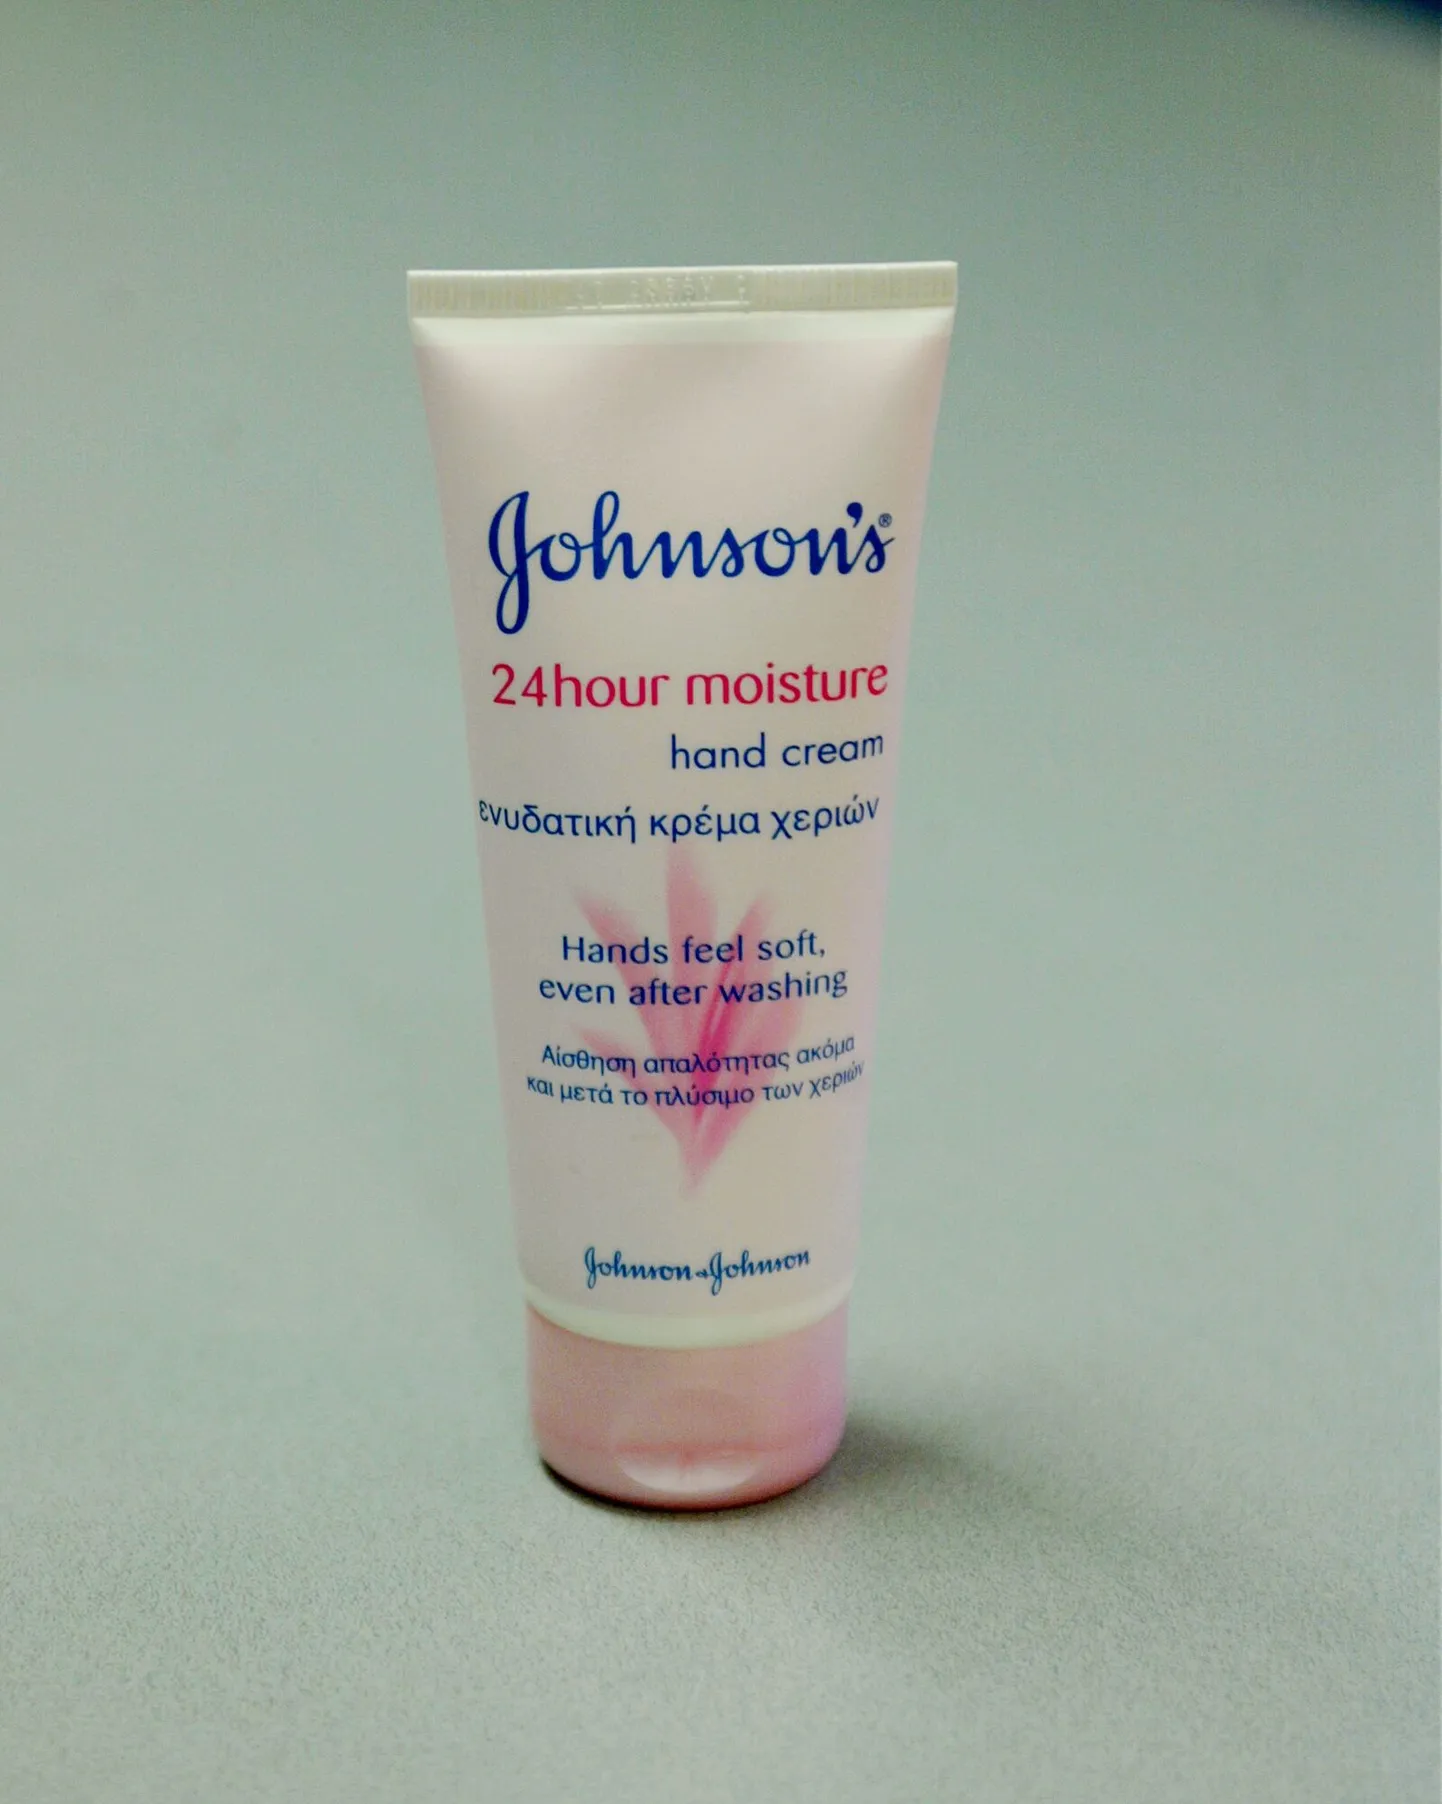 Johnson's®
24hour moisture
hand cream
ενυδατική κρέμα χεριών
Hands feel soft,
even after washing
Αίσθηση απαλότητας ακόμα
και μετά το πλύσιμο των χεριών
Johnson & Johnson